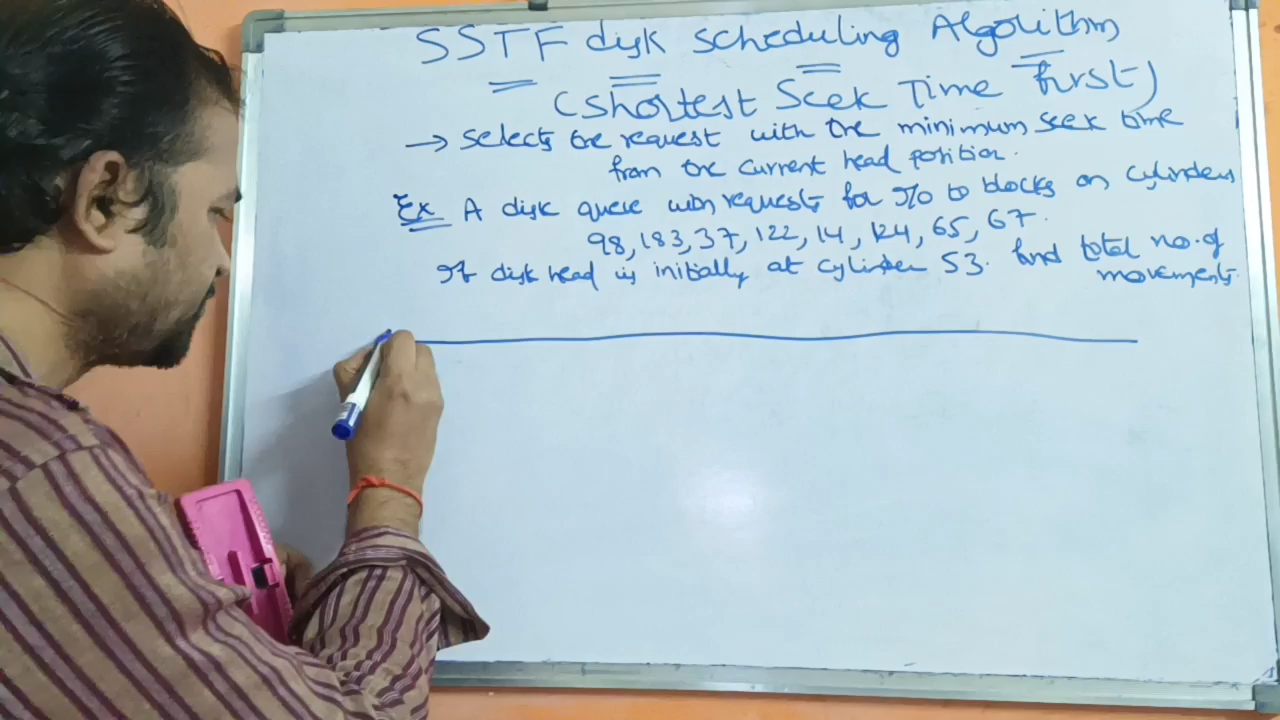 SSTF disk scheduling Algorithm
(Shortest Seek Time First)
→ selects the request with the minimum seek time
from the current head position.
Ex A disk queue with requests for I/O to blocks on cylinders
98, 183, 37, 122, 14, 124, 65, 67.
If disk head is initially at cylinder 53. find total no. of
movements.